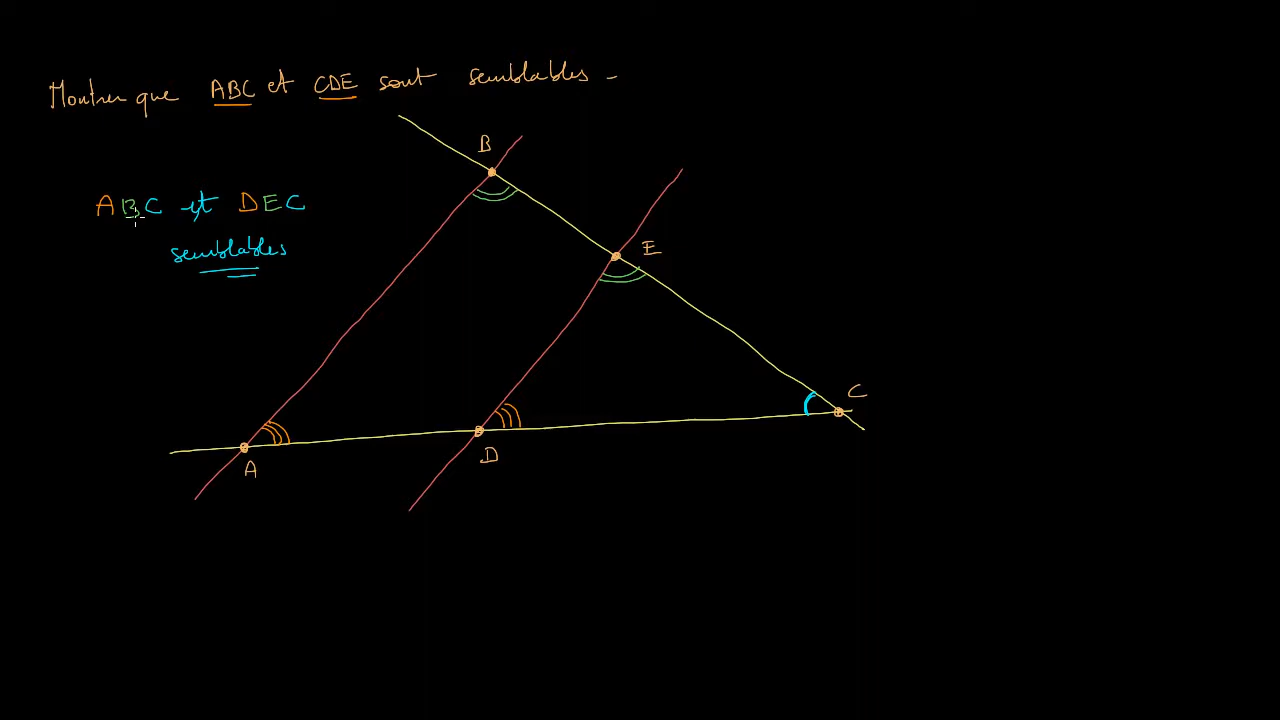 Montrer que ABC et CDE sont semblables -
B
ABC et DEC
E
semblables
C
D
A